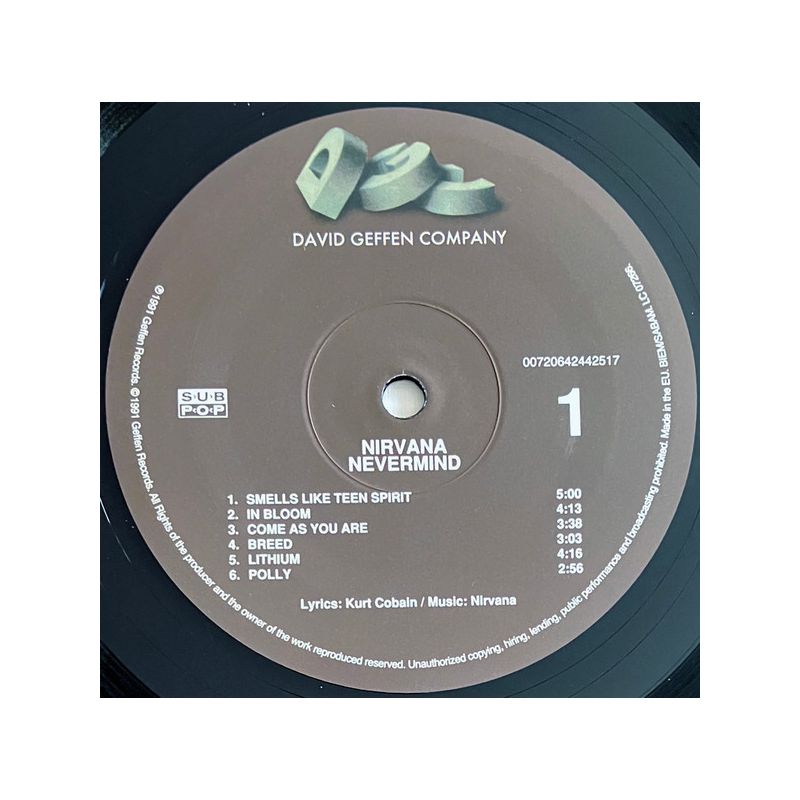 DGC
DAVID GEFFEN COMPANY
00720642442517
1
SUB
POP
NIRVANA
NEVERMIND
1. SMELLS LIKE TEEN SPIRIT 5:00
2. IN BLOOM 4:13
3. COME AS YOU ARE 3:38
4. BREED 3:03
5. LITHIUM 4:16
6. POLLY 2:56
Lyrics: Kurt Cobain / Music: Nirvana
℗1991 Geffen Records. ©1991 Geffen Records. All Rights of the producer and the owner of the work reproduced reserved. Unauthorized copying, hiring, lending, public performance and broadcasting prohibited. Made in the EU. BIEM/SABAM. LC 07266.